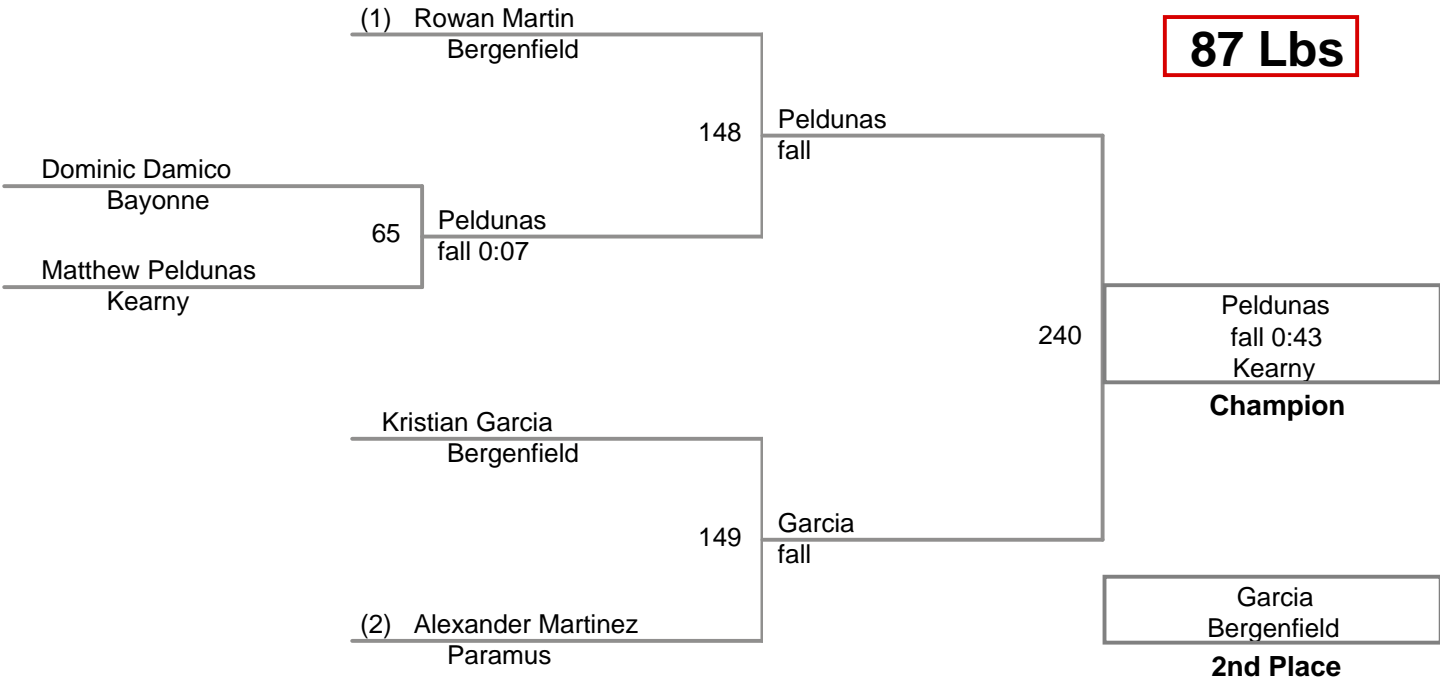 (1) Rowan Martin
Bergenfield
87 Lbs
148
Peldunas
fall
Dominic Damico
Bayonne
65
Peldunas
fall 0:07
Matthew Peldunas
Kearny
240
Peldunas
fall 0:43
Kearny
Champion
Kristian Garcia
Bergenfield
149
Garcia
fall
(2) Alexander Martinez
Paramus
Garcia
Bergenfield
2nd Place